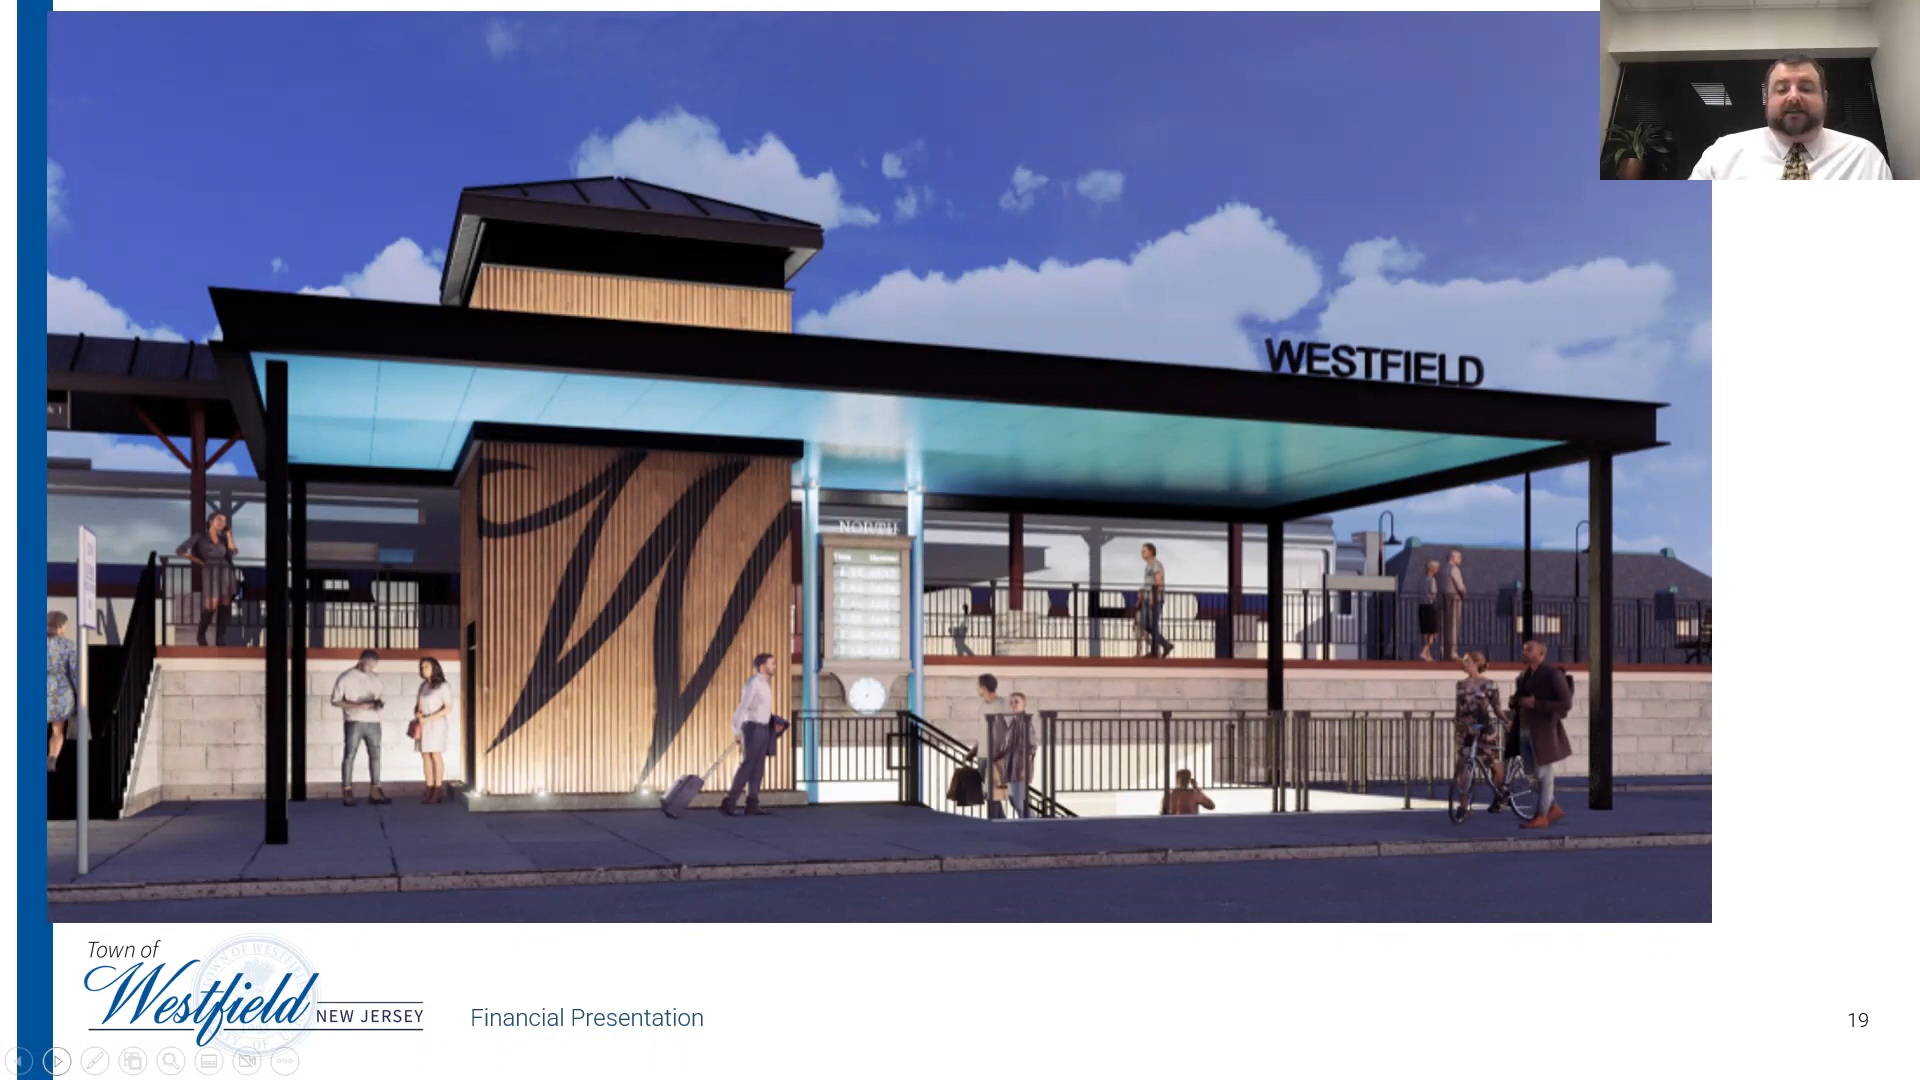 WESTFIELD
NORTH
Town of
Westfield
NEW JERSEY
Financial Presentation
19